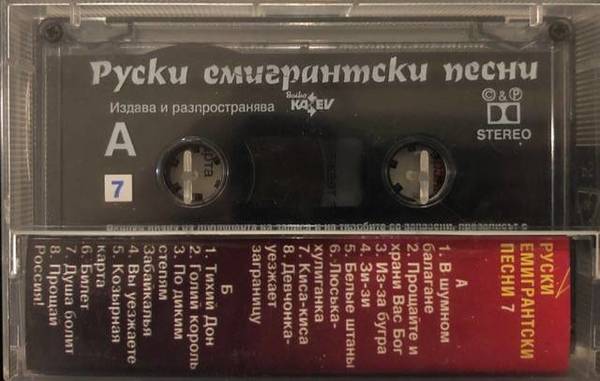 Руски емигрантски песни
Издава и разпространява
Boiko
KAXEV
©&℗
STEREO
A
7
РУСКИ
ЕМИГРАНТСКИ
ПЕСНИ 7
А
1. В шумном
балагане
2. Прощайте и
храни Вас Бог
3. Из-за бугра
4. Зи-зи
5. Белые штаны
6. Люська-
хулиганка
7. Киса-киса
8. Девчонка-
уезжает
заграницу
Б
1. Тихий Дон
2. Голий король
3. По диким
степям
Забайкалья
4. Вы уезжаете
5. Козырная
карта
6. Билет
7. Душа болит
8. Прощай
Россия!